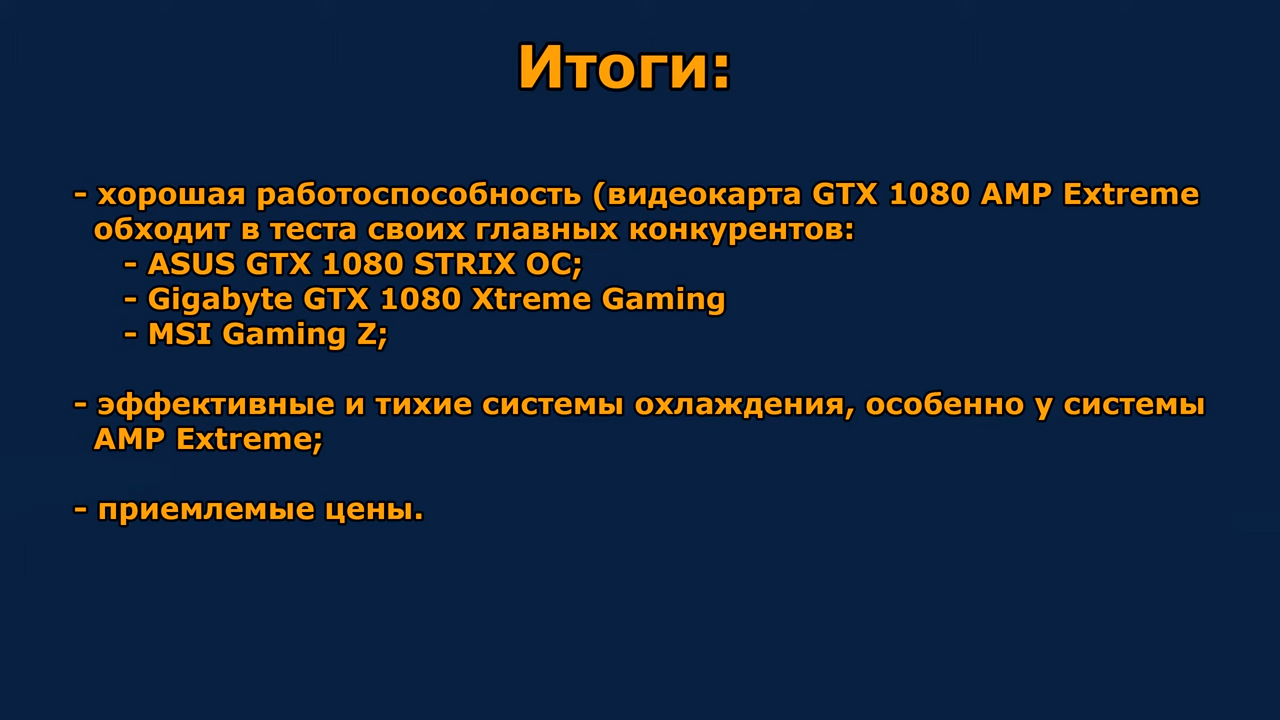 Итоги:
- хорошая работоспособность (видеокарта GTX 1080 AMP Extreme
обходит в теста своих главных конкурентов:
- ASUS GTX 1080 STRIX OC;
- Gigabyte GTX 1080 Xtreme Gaming
- MSI Gaming Z;
- эффективные и тихие системы охлаждения, особенно у системы
AMP Extreme;
- приемлемые цены.